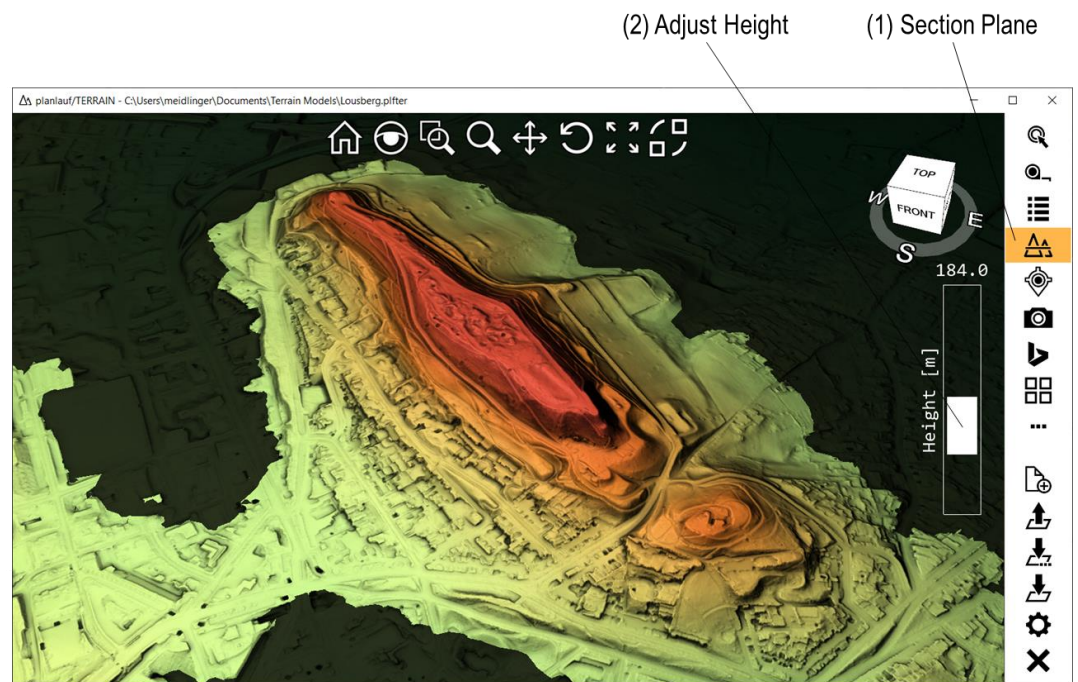 (2) Adjust Height
(1) Section Plane
planlauf/TERRAIN - C:\Users\meidlinger\Documents\Terrain Models\Lousberg.plfter
TOP
FRONT
W
E
S
184.0
Height [m]